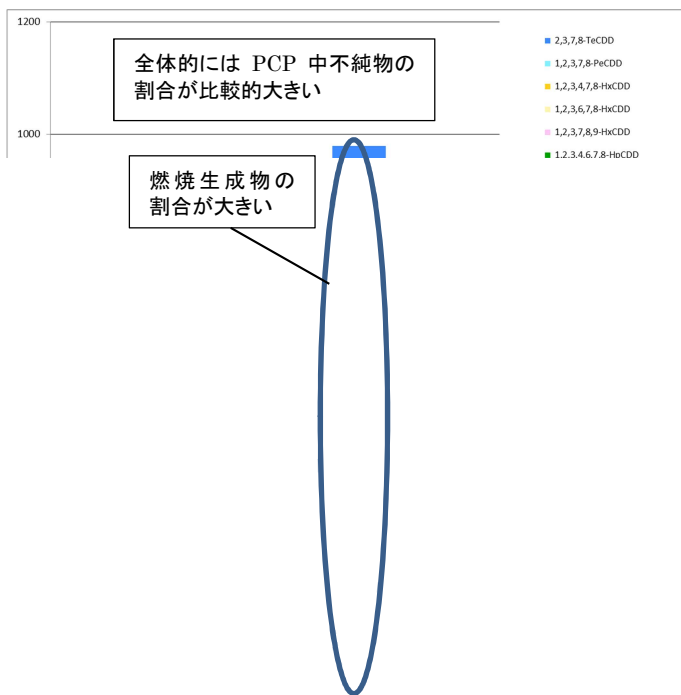 1200
全体的には PCP 中不純物の
割合が比較的大きい
1000
燃焼生成物の
割合が大きい
2,3,7,8-TeCDD
1,2,3,7,8-PeCDD
1,2,3,4,7,8-HxCDD
1,2,3,6,7,8-HxCDD
1,2,3,7,8,9-HxCDD
1,2,3,4,6,7,8-HpCDD